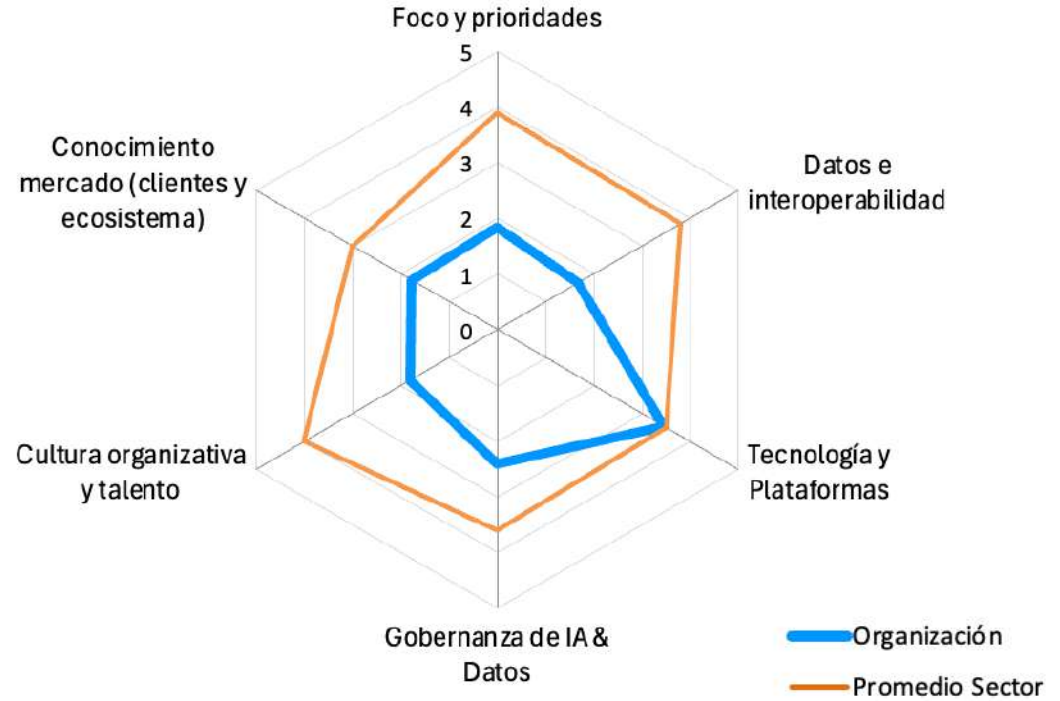 Foco y prioridades
5
4
3
2
1
0
Conocimiento
mercado (clientes y
ecosistema)
Datos e
interoperabilidad
Cultura organizativa
y talento
Tecnología y
Plataformas
Gobernanza de IA &
Datos
Organización
Promedio Sector